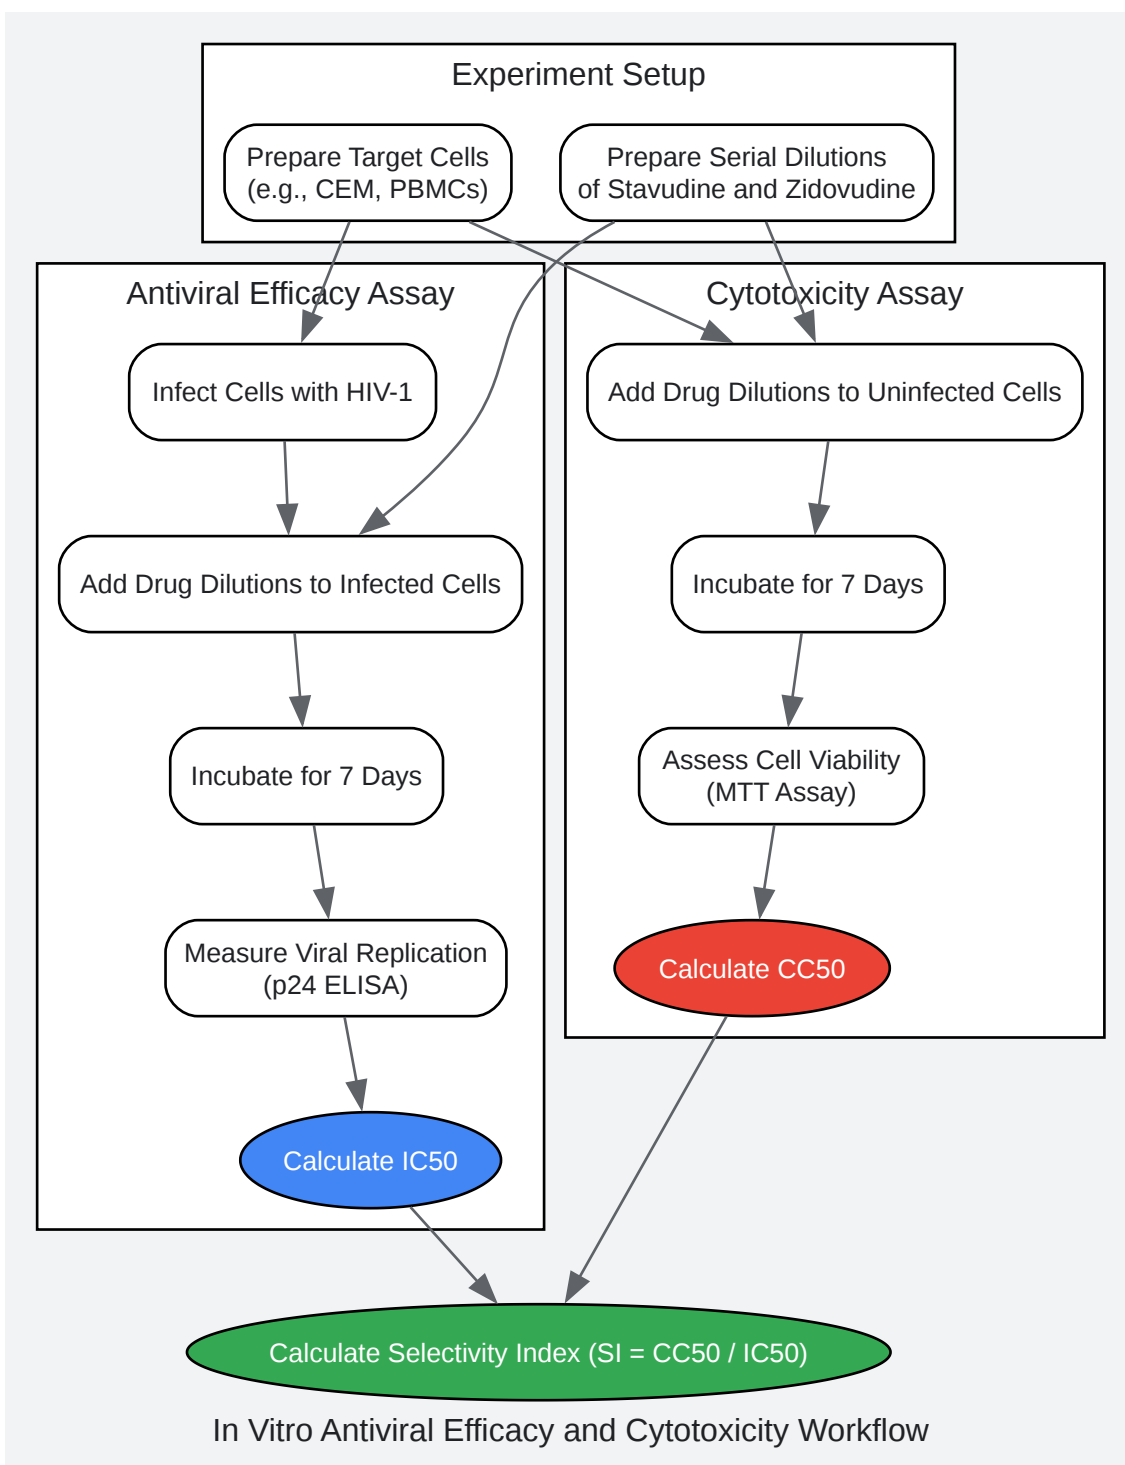 Experiment Setup
Prepare Target Cells
(e.g., CEM, PBMCs)
Prepare Serial Dilutions
of Stavudine and Zidovudine
Antiviral Efficacy Assay
Infect Cells with HIV-1
Add Drug Dilutions to Infected Cells
Incubate for 7 Days
Measure Viral Replication
(p24 ELISA)
Calculate IC50
Cytotoxicity Assay
Add Drug Dilutions to Uninfected Cells
Incubate for 7 Days
Assess Cell Viability
(MTT Assay)
Calculate CC50
Calculate Selectivity Index (SI = CC50 / IC50)
In Vitro Antiviral Efficacy and Cytotoxicity Workflow